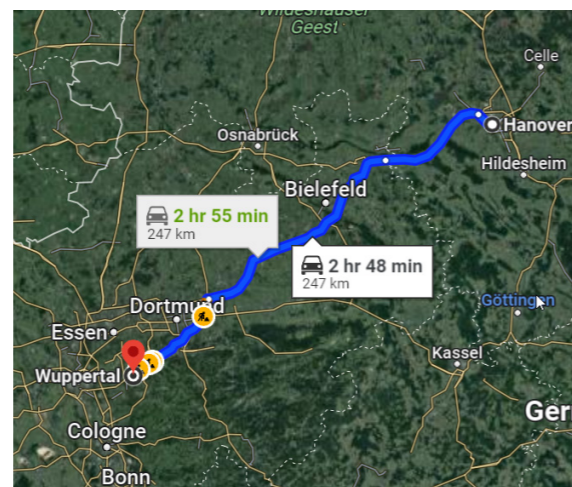 Wildeshauser
Geest
Celle
Hanover
Osnabrück
Hildesheim
Bielefeld
2 hr 55 min
247 km
2 hr 48 min
247 km
Göttingen
Dortmund
Essen
Kassel
Wuppertal
Ger
Cologne
Bonn